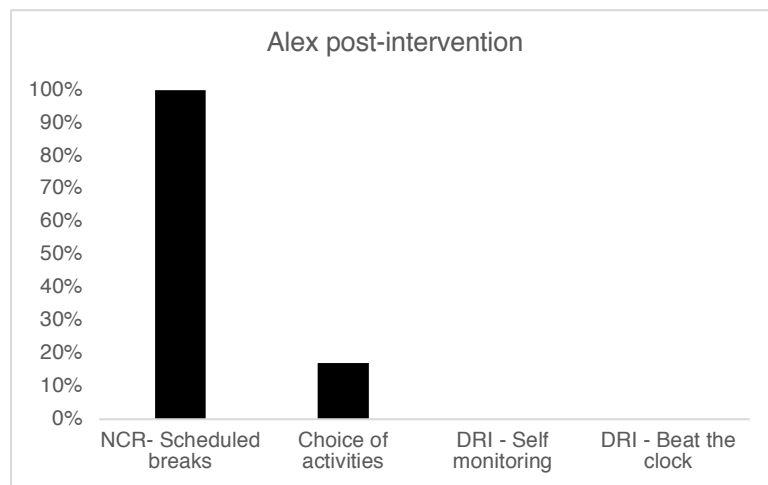 Alex post-intervention
100%
90%
80%
70%
60%
50%
40%
30%
20%
10%
0%
NCR- Scheduled
breaks
Choice of
activities
DRI - Self
monitoring
DRI - Beat the
clock